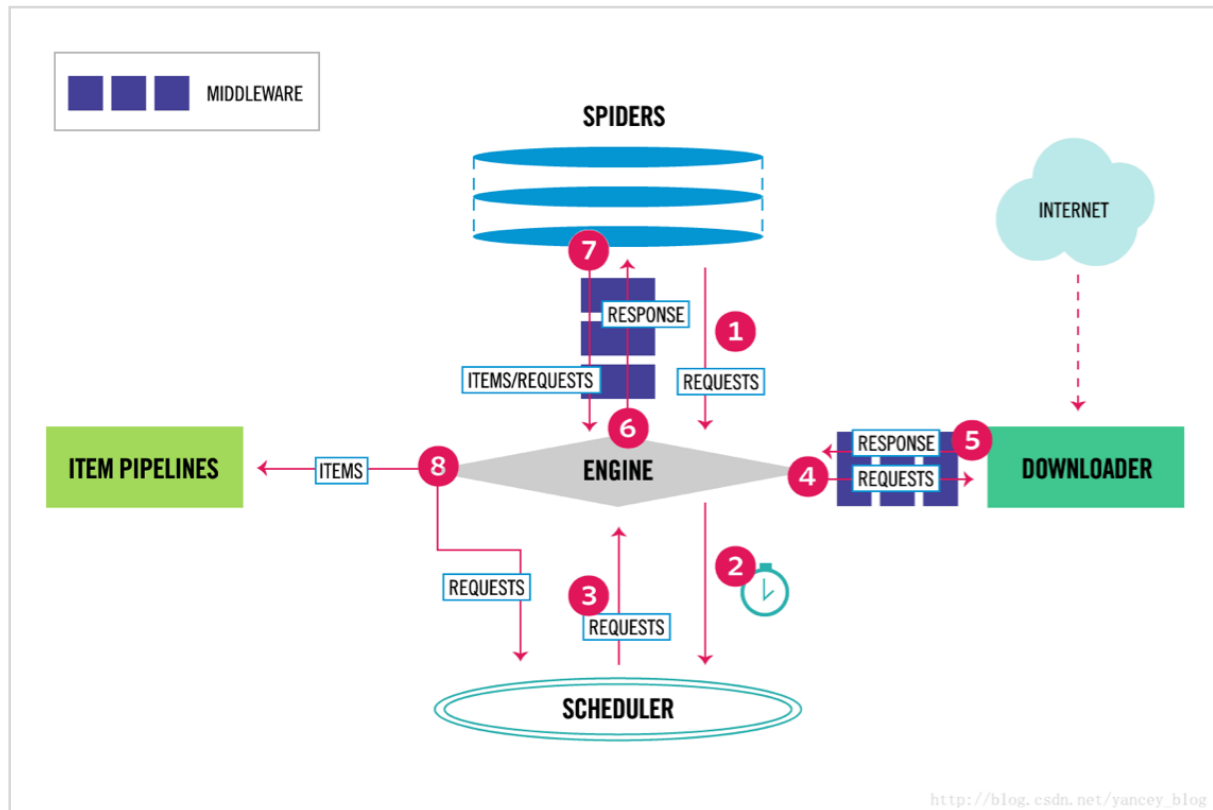 MIDDLEWARE
SPIDERS
INTERNET
7
RESPONSE
1
ITEMS/REQUESTS
REQUESTS
6
5
RESPONSE
ITEM PIPELINES
ITEMS
8
ENGINE
4
REQUESTS
DOWNLOADER
2
REQUESTS
3
REQUESTS
SCHEDULER
http://blog.csdn.net/yancey_blog